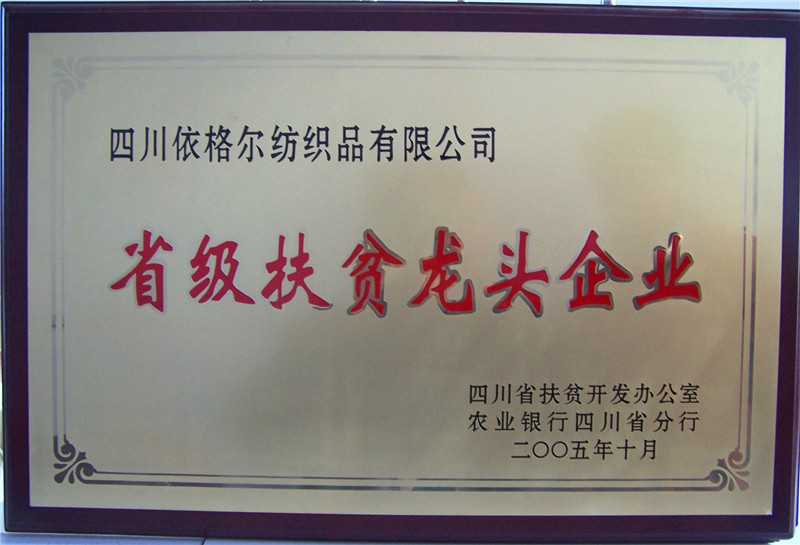 四川依格尔纺织品有限公司
省级扶贫龙头企业
四川省扶贫开发办公室
农业银行四川省分行
二〇〇五年十月